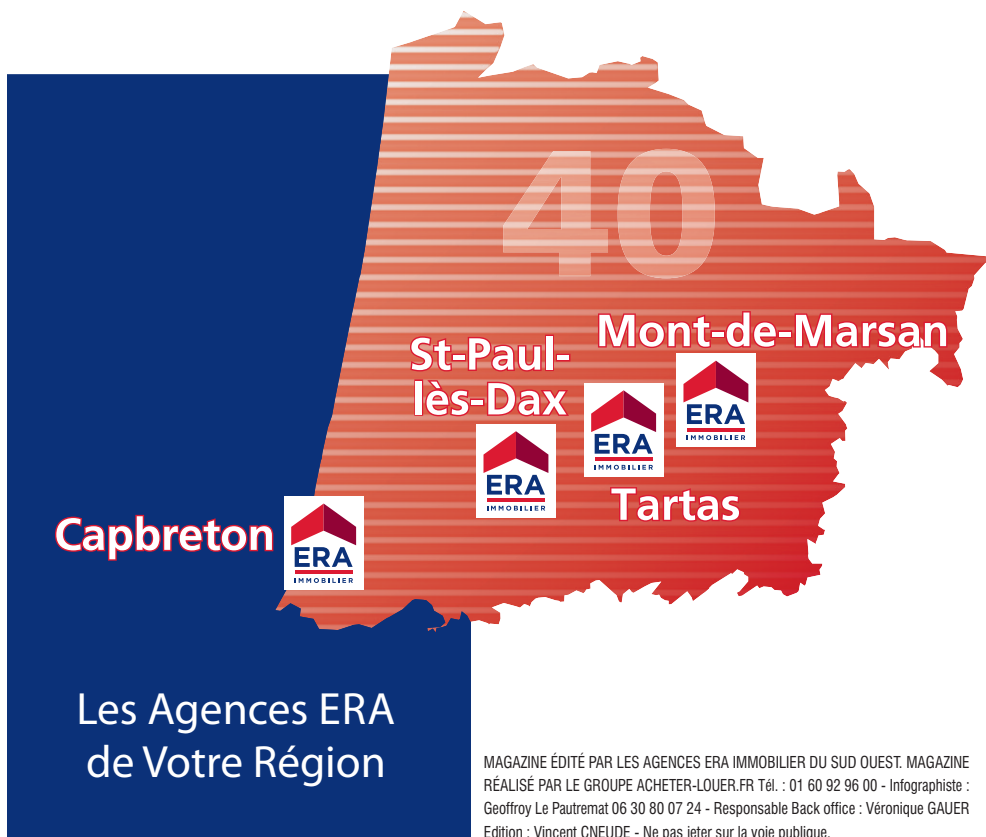 40
Mont-de-Marsan
St-Paul-
lès-Dax
ERA
IMMOBILIER
ERA
IMMOBILIER
ERA
IMMOBILIER
Tartas
Capbreton
ERA
IMMOBILIER
Les Agences ERA
de Votre Région
MAGAZINE ÉDITÉ PAR LES AGENCES ERA IMMOBILIER DU SUD OUEST. MAGAZINE
RÉALISÉ PAR LE GROUPE ACHETER-LOUER.FR Tél. : 01 60 92 96 00 - Infographiste :
Geoffroy Le Pautremat 06 30 80 07 24 - Responsable Back office : Véronique GAUER
Edition : Vincent CNEUDE - Ne pas jeter sur la voie publique.